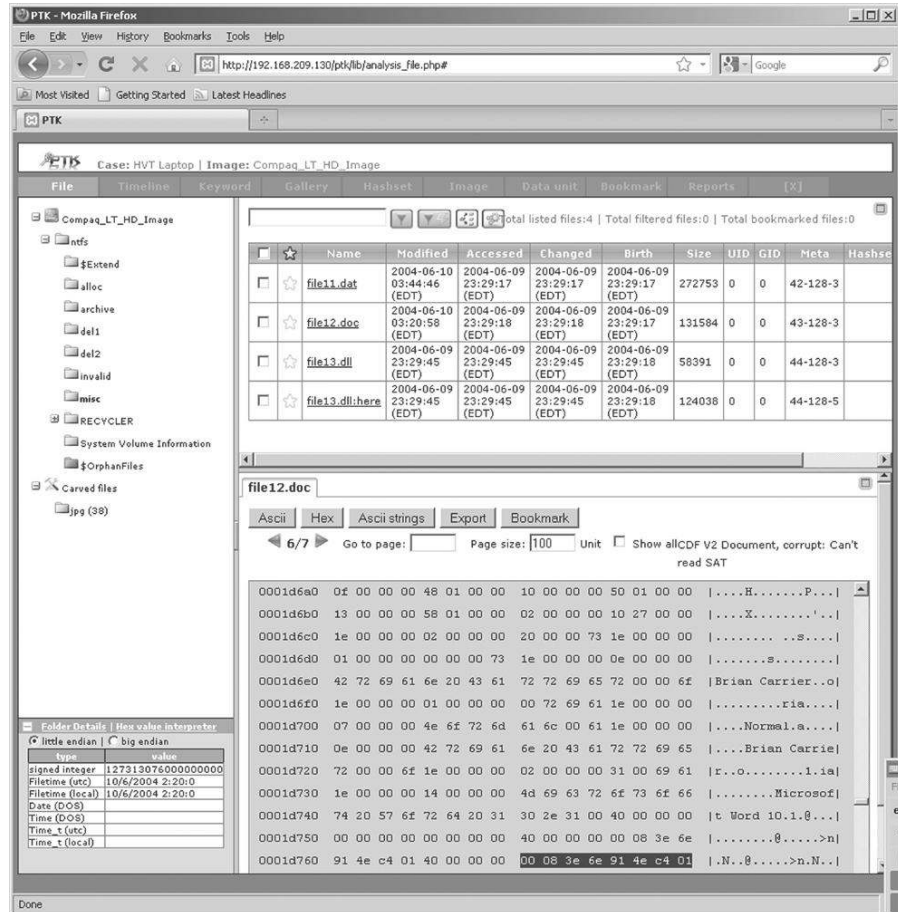 PTK - Mozilla Firefox
File Edit View History Bookmarks Tools Help
http://192.168.209.130/ptk/lib/analysis_file.php#
Google
Most Visited Getting Started Latest Headlines
PTK
PTK Case: HVT Laptop | Image: Compaq_LT_HD_Image
File Timeline Keyword Gallery Hashset Image Data unit Bookmark Reports [X]
Compaq_LT_HD_Image
ntfs
$Extend
alloc
archive
del1
del2
invalid
misc
RECYCLER
System Volume Information
$OrphanFiles
Carved files
jpg (38)
Total listed files:4 | Total filtered files:0 | Total bookmarked files:0
Name Modified Accessed Changed Birth Size UID GID Meta Hashse
file11.dat 2004-06-10 03:44:46 (EDT) 2004-06-09 23:29:17 (EDT) 2004-06-09 23:29:17 (EDT) 2004-06-09 23:29:17 (EDT) 272753 0 0 42-128-3
file12.doc 2004-06-10 03:20:58 (EDT) 2004-06-09 23:29:18 (EDT) 2004-06-09 23:29:18 (EDT) 2004-06-09 23:29:17 (EDT) 131584 0 0 43-128-3
file13.dll 2004-06-09 23:29:45 (EDT) 2004-06-09 23:29:45 (EDT) 2004-06-09 23:29:45 (EDT) 2004-06-09 23:29:18 (EDT) 58391 0 0 44-128-3
file13.dll:here 2004-06-09 23:29:45 (EDT) 2004-06-09 23:29:45 (EDT) 2004-06-09 23:29:45 (EDT) 2004-06-09 23:29:18 (EDT) 124038 0 0 44-128-5
file12.doc
Ascii Hex Ascii strings Export Bookmark
6/7 Go to page: Page size: 100 Unit Show allCDF V2 Document, corrupt: Can't
read SAT
0001d6a0 0f 00 00 00 48 01 00 00 10 00 00 00 50 01 00 00 |....H.......P...|
0001d6b0 13 00 00 00 58 01 00 00 02 00 00 00 10 27 00 00 |....X........'..|
0001d6c0 1e 00 00 00 02 00 00 00 20 00 00 73 1e 00 00 00 |........ ..s....|
0001d6d0 01 00 00 00 00 00 00 73 1e 00 00 00 0e 00 00 00 |.......s........|
0001d6e0 42 72 69 61 6e 20 43 61 72 72 69 65 72 00 00 6f |Brian Carrier..o|
0001d6f0 1e 00 00 00 01 00 00 00 00 72 69 61 1e 00 00 00 |.........ria....|
0001d700 07 00 00 00 4e 6f 72 6d 61 6c 00 61 1e 00 00 00 |....Normal.a....|
0001d710 0e 00 00 00 42 72 69 61 6e 20 43 61 72 72 69 65 |....Brian Carrie|
0001d720 72 00 00 6f 1e 00 00 00 02 00 00 00 31 00 69 61 |r..o........1.ia|
0001d730 1e 00 00 00 14 00 00 00 4d 69 63 72 6f 73 6f 66 |........Microsof|
0001d740 74 20 57 6f 72 64 20 31 30 2e 31 00 40 00 00 00 |t Word 10.1.@...|
0001d750 00 00 00 00 00 00 00 00 40 00 00 00 00 08 3e 6e |........@.....>n|
0001d760 91 4e c4 01 40 00 00 00 00 08 3e 6e 91 4e c4 01 |.N..@.....>n.N..|
Folder Details | Hex value interpreter
little endian | big endian
type value
signed integer 127313076000000000
Filetime (utc) 10/6/2004 2:20:0
Filetime (local) 10/6/2004 2:20:0
Date (DOS)
Time (DOS)
Time_t (utc)
Time_t (local)
Done